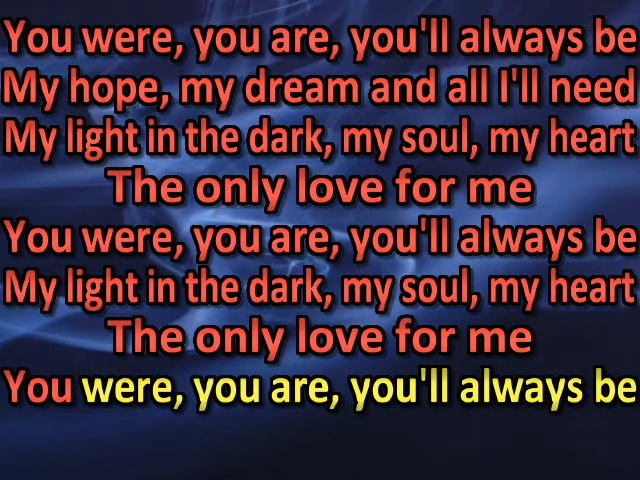 You were, you are, you'll always be
My hope, my dream and all I'll need
My light in the dark, my soul, my heart
The only love for me
You were, you are, you'll always be
My light in the dark, my soul, my heart
The only love for me
You were, you are, you'll always be